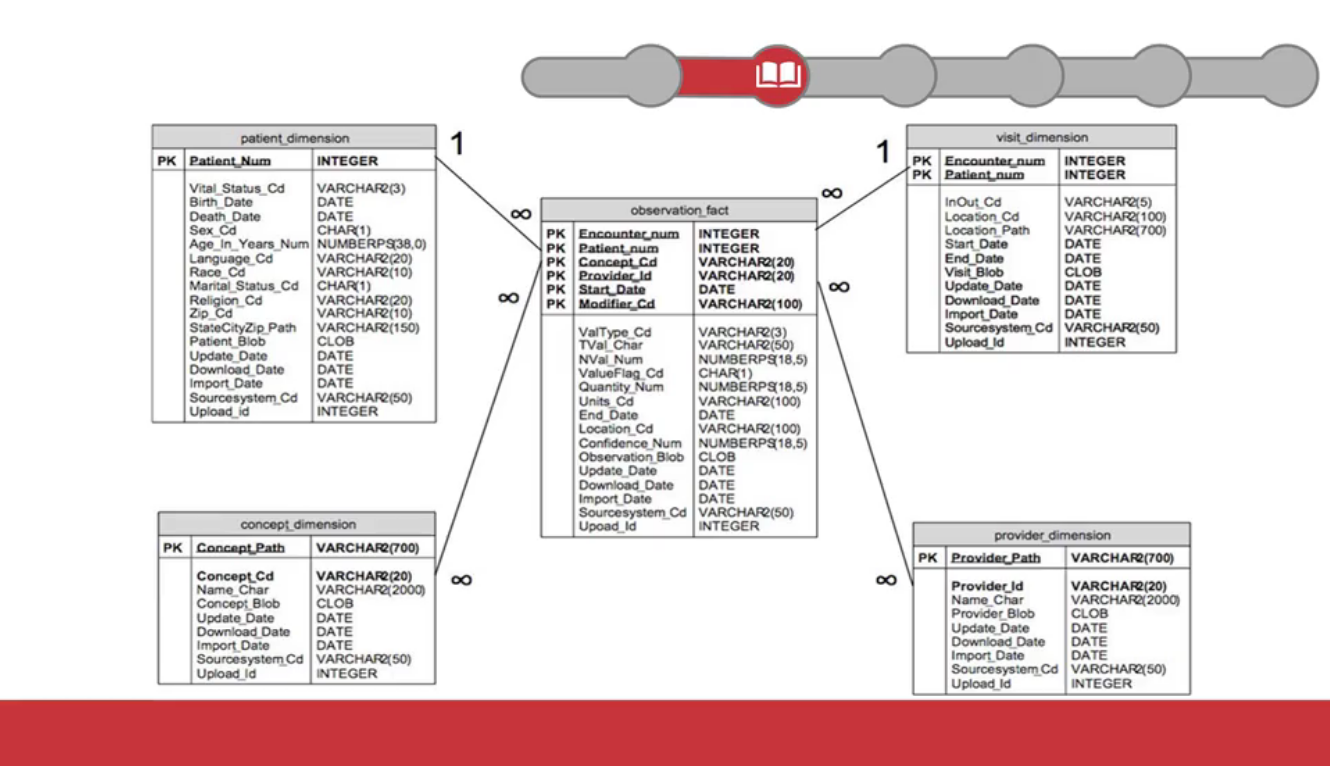 patient_dimension
PK Patient_Num INTEGER
Vital_Status_Cd VARCHAR2(3)
Birth_Date DATE
Death_Date DATE
Sex_Cd CHAR(1)
Age_In_Years_Num NUMBERPS(38,0)
Language_Cd VARCHAR2(20)
Race_Cd VARCHAR2(10)
Marital_Status_Cd CHAR(1)
Religion_Cd VARCHAR2(20)
Zip_Cd VARCHAR2(10)
StateCityZip_Path VARCHAR2(150)
Patient_Blob CLOB
Update_Date DATE
Download_Date DATE
Import_Date DATE
Sourcesystem_Cd VARCHAR2(50)
Upload_id INTEGER
1
∞
∞
observation_fact
PK Encounter_num INTEGER
PK Patient_num INTEGER
PK Concept_Cd VARCHAR2(20)
PK Provider_Id VARCHAR2(20)
PK Start_Date DATE
PK Modifier_Cd VARCHAR2(100)
ValType_Cd VARCHAR2(3)
TVal_Char VARCHAR2(50)
NVal_Num NUMBERPS(18,5)
ValueFlag_Cd CHAR(1)
Quantity_Num NUMBERPS(18,5)
Units_Cd VARCHAR2(100)
End_Date DATE
Location_Cd VARCHAR2(100)
Confidence_Num NUMBERPS(18,5)
Observation_Blob CLOB
Update_Date DATE
Download_Date DATE
Import_Date DATE
Sourcesystem_Cd VARCHAR2(50)
Upoad_Id INTEGER
1
∞
∞
visit_dimension
PK Encounter_num INTEGER
PK Patient_num INTEGER
InOut_Cd VARCHAR2(5)
Location_Cd VARCHAR2(100)
Location_Path VARCHAR2(700)
Start_Date DATE
End_Date DATE
Visit_Blob CLOB
Update_Date DATE
Download_Date DATE
Import_Date DATE
Sourcesystem_Cd VARCHAR2(50)
Upload_Id INTEGER
concept_dimension
PK Concept_Path VARCHAR2(700)
Concept_Cd VARCHAR2(20)
Name_Char VARCHAR2(2000)
Concept_Blob CLOB
Update_Date DATE
Download_Date DATE
Import_Date DATE
Sourcesystem_Cd VARCHAR2(50)
Upload_Id INTEGER
∞
∞
provider_dimension
PK Provider_Path VARCHAR2(700)
Provider_Id VARCHAR2(20)
Name_Char VARCHAR2(2000)
Provider_Blob CLOB
Update_Date DATE
Download_Date DATE
Import_Date DATE
Sourcesystem_Cd VARCHAR2(50)
Upload_Id INTEGER